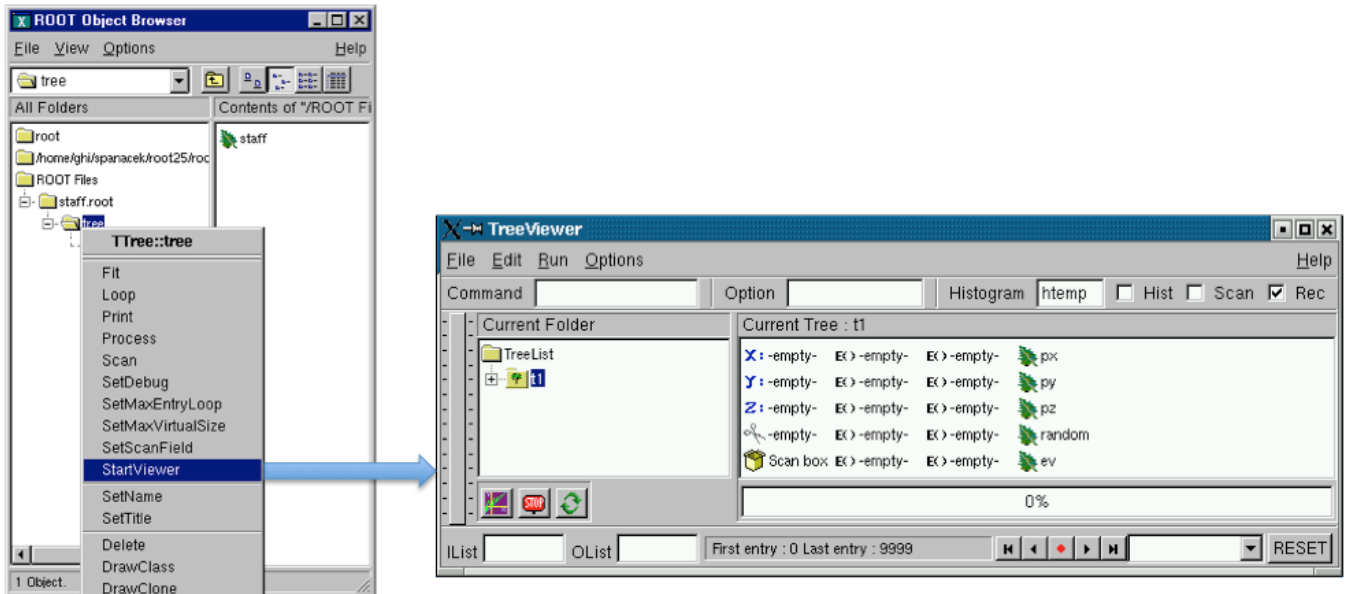 ROOT Object Browser
File View Options Help
tree
All Folders
Contents of "/ROOT Fi
root
/home/ghi/spanacek/root25/roc
ROOT Files
staff.root
tree
staff
TTree::tree
Fit
Loop
Print
Process
Scan
SetDebug
SetMaxEntryLoop
SetMaxVirtualSize
SetScanField
StartViewer
SetName
SetTitle
Delete
DrawClass
DrawClone
1 Object.
TreeViewer
File Edit Run Options Help
Command Option Histogram htemp Hist Scan Rec
Current Folder
TreeList
t1
Current Tree : t1
X: -empty- E() -empty- E() -empty- px
Y: -empty- E() -empty- E() -empty- py
Z: -empty- E() -empty- E() -empty- pz
-empty- E() -empty- E() -empty- random
Scan box E() -empty- E() -empty- ev
STOP
0%
IList OList First entry : 0 Last entry : 9999 RESET